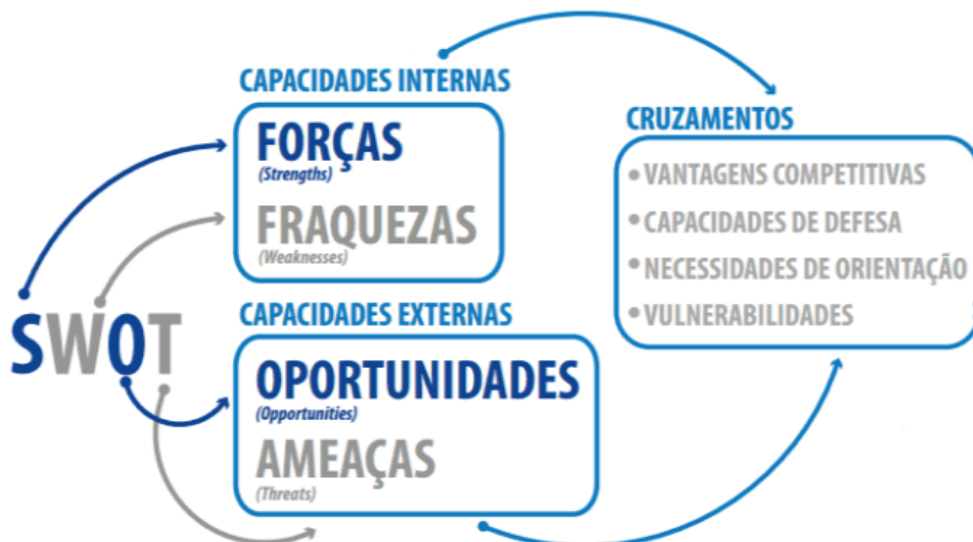 SWOT
CAPACIDADES INTERNAS
FORÇAS
(Strengths)
FRAQUEZAS
(Weaknesses)
CAPACIDADES EXTERNAS
OPORTUNIDADES
(Opportunities)
AMEAÇAS
(Threats)
CRUZAMENTOS
• VANTAGENS COMPETITIVAS
• CAPACIDADES DE DEFESA
• NECESSIDADES DE ORIENTAÇÃO
• VULNERABILIDADES